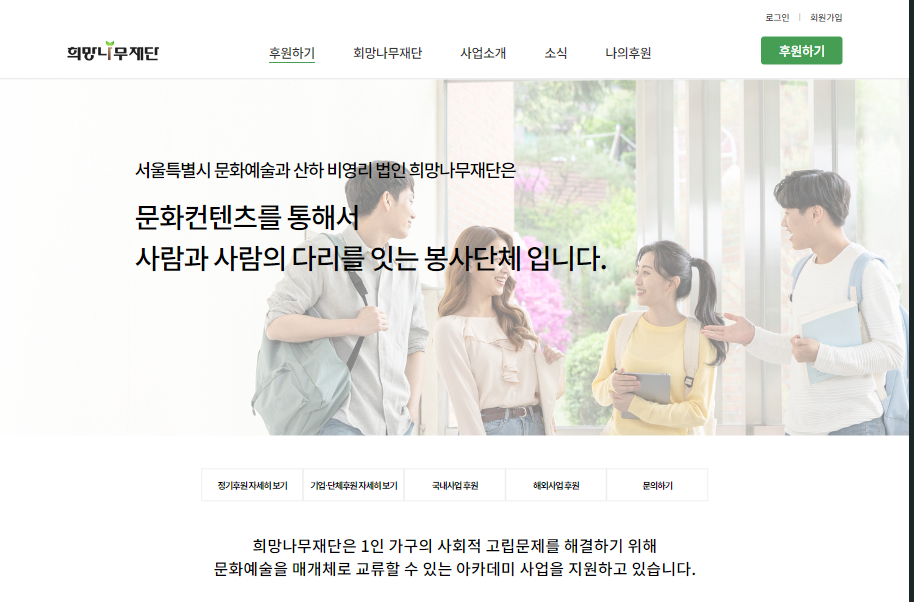 로그인 회원가입
희망나무재단 후원하기 희망나무재단 사업소개 소식 나의후원 후원하기
서울특별시 문화예술과 산하 비영리 법인 희망나무재단은
문화컨텐츠를 통해서
사람과 사람의 다리를 잇는 봉사단체 입니다.
정기후원 자세히 보기 기업·단체후원 자세히 보기 국내사업 후원 해외사업 후원 문의하기
희망나무재단은 1인 가구의 사회적 고립문제를 해결하기 위해
문화예술을 매개체로 교류할 수 있는 아카데미 사업을 지원하고 있습니다.